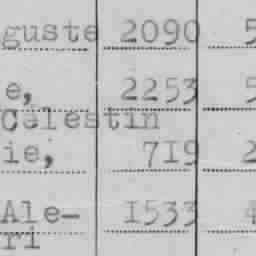 guste 2090 5
e, 2253 5
Celestin
ie, 719 2
Ale- 1533 4
ri